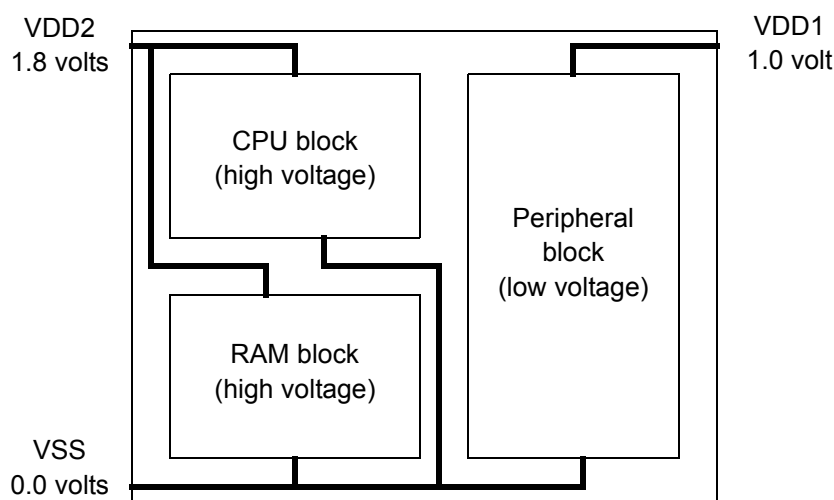 VDD2
1.8 volts
VDD1
1.0 volt
CPU block
(high voltage)
Peripheral
block
(low voltage)
RAM block
(high voltage)
VSS
0.0 volts